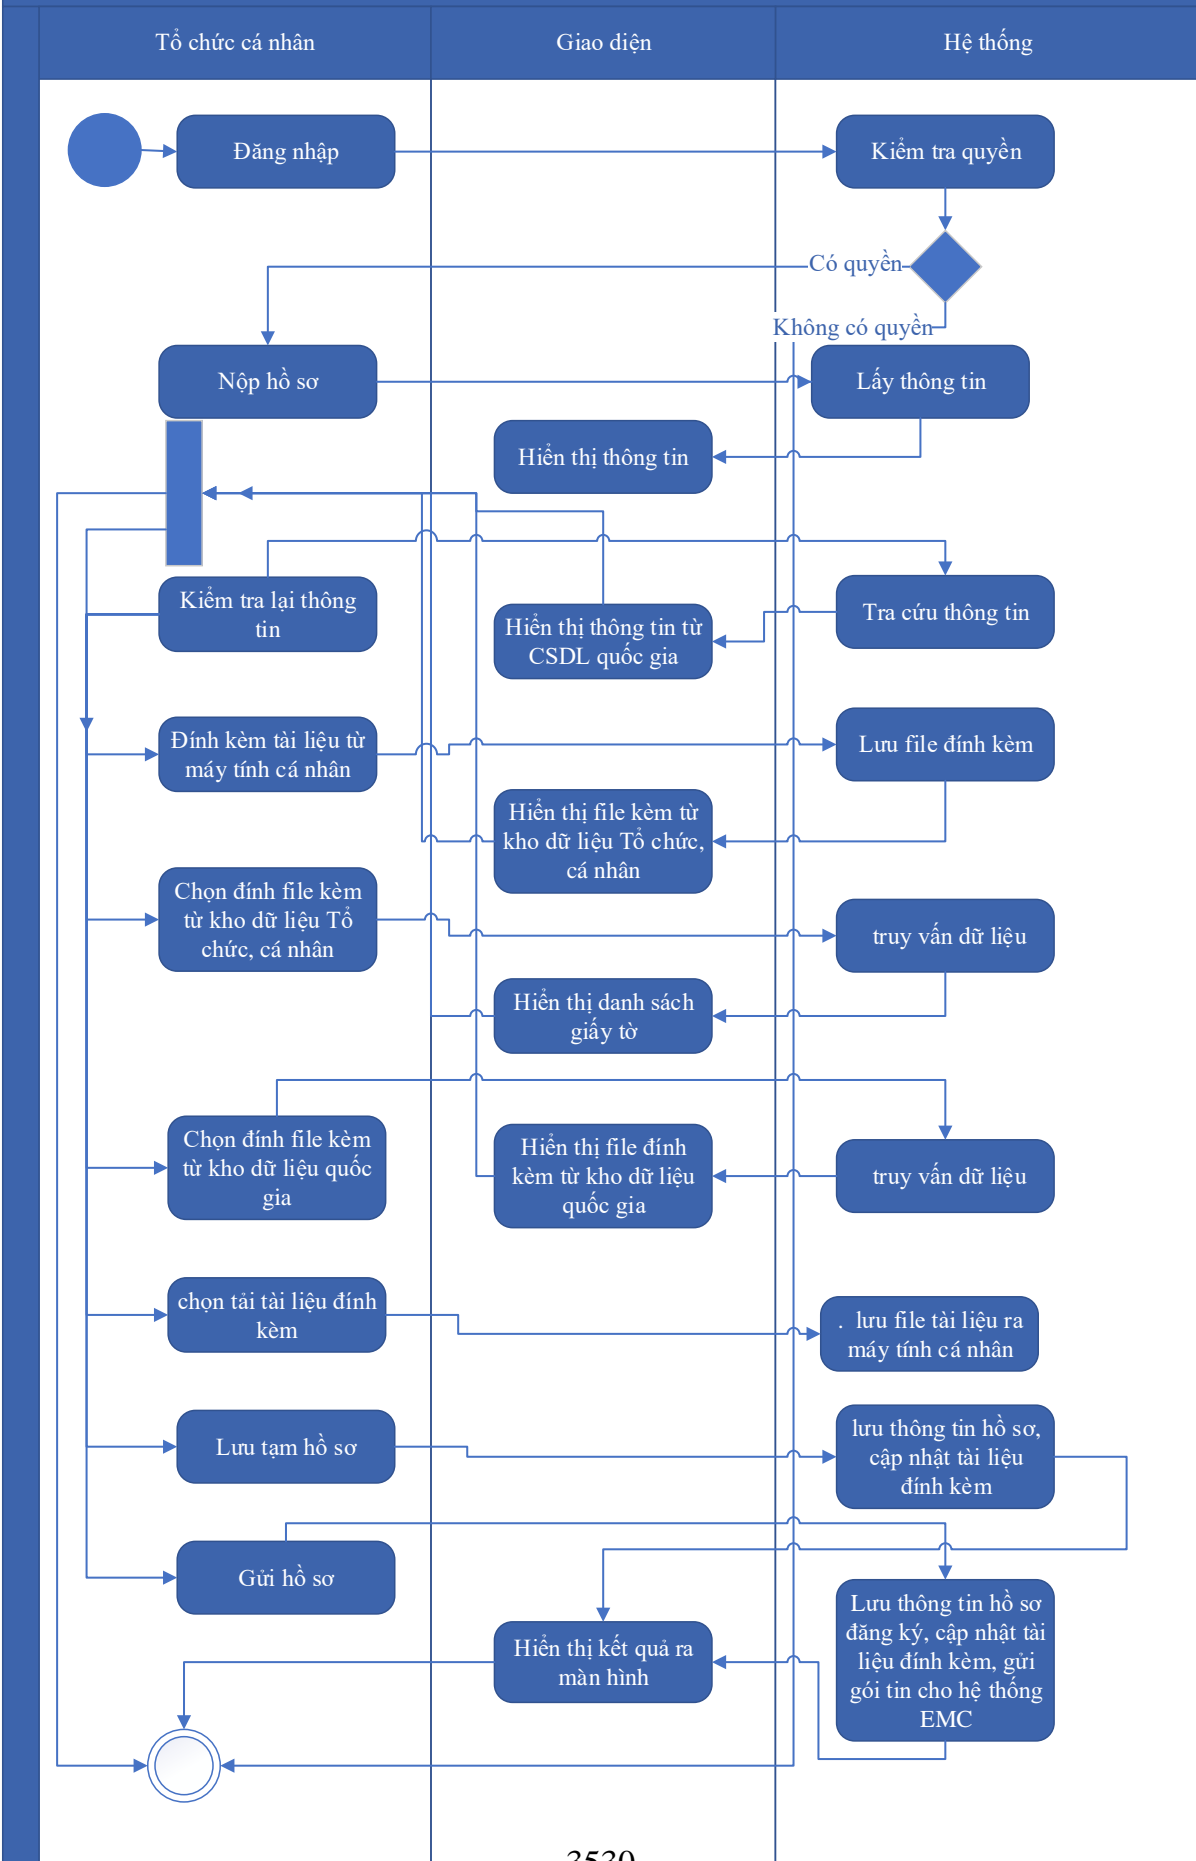 Tổ chức cá nhân
Giao diện
Hệ thống
Đăng nhập
Kiểm tra quyền
Có quyền
Không có quyền
Nộp hồ sơ
Lấy thông tin
Hiển thị thông tin
Kiểm tra lại thông
tin
Hiển thị thông tin từ
CSDL quốc gia
Tra cứu thông tin
Đính kèm tài liệu từ
máy tính cá nhân
Lưu file đính kèm
Hiển thị file kèm từ
kho dữ liệu Tổ chức,
cá nhân
Chọn đính file kèm
từ kho dữ liệu Tổ
chức, cá nhân
truy vấn dữ liệu
Hiển thị danh sách
giấy tờ
Chọn đính file kèm
từ kho dữ liệu quốc
gia
Hiển thị file đính
kèm từ kho dữ liệu
quốc gia
truy vấn dữ liệu
chọn tải tài liệu đính
kèm
. lưu file tài liệu ra
máy tính cá nhân
Lưu tạm hồ sơ
lưu thông tin hồ sơ,
cập nhật tài liệu
đính kèm
Gửi hồ sơ
Lưu thông tin hồ sơ
đăng ký, cập nhật tài
liệu đính kèm, gửi
gói tin cho hệ thống
EMC
Hiển thị kết quả ra
màn hình
3530